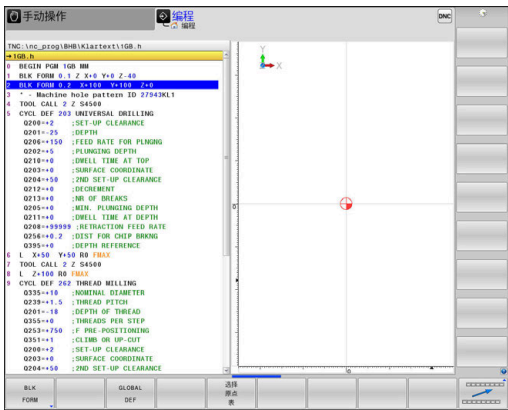 手动操作
编程
编程
DNC
TNC:\nc_prog\BHB\Klartext\1GB.h
→1GB.h
0 BEGIN PGM 1GB MM
1 BLK FORM 0.1 Z X+0 Y+0 Z-40
2 BLK FORM 0.2 X+100 Y+100 Z+0
3 * - Machine hole pattern ID 27943KL1
4 TOOL CALL 2 Z S4500
5 CYCL DEF 203 UNIVERSAL DRILLING
Q200=+2 ;SET-UP CLEARANCE
Q201=-25 ;DEPTH
Q206=+150 ;FEED RATE FOR PLNGNG
Q202=+5 ;PLUNGING DEPTH
Q210=+0 ;DWELL TIME AT TOP
Q203=+0 ;SURFACE COORDINATE
Q204=+50 ;2ND SET-UP CLEARANCE
Q212=+0 ;DECREMENT
Q213=+0 ;NR OF BREAKS
Q205=+0 ;MIN. PLUNGING DEPTH
Q211=+0 ;DWELL TIME AT DEPTH
Q208=+99999 ;RETRACTION FEED RATE
Q256=+0.2 ;DIST FOR CHIP BRKNG
Q395=+0 ;DEPTH REFERENCE
6 L X+50 Y+50 R0 FMAX
7 TOOL CALL 2 Z S4500
8 L Z+100 R0 FMAX
9 CYCL DEF 262 THREAD MILLING
Q335=+10 ;NOMINAL DIAMETER
Q239=+1.5 ;THREAD PITCH
Q201=-18 ;DEPTH OF THREAD
Q355=+0 ;THREADS PER STEP
Q253=+750 ;F PRE-POSITIONING
Q351=+1 ;CLIMB OR UP-CUT
Q200=+2 ;SET-UP CLEARANCE
Q203=+0 ;SURFACE COORDINATE
Q204=+50 ;2ND SET-UP CLEARANCE
Y
X
0
0
BLK
FORM
GLOBAL
DEF
选择
原点
表